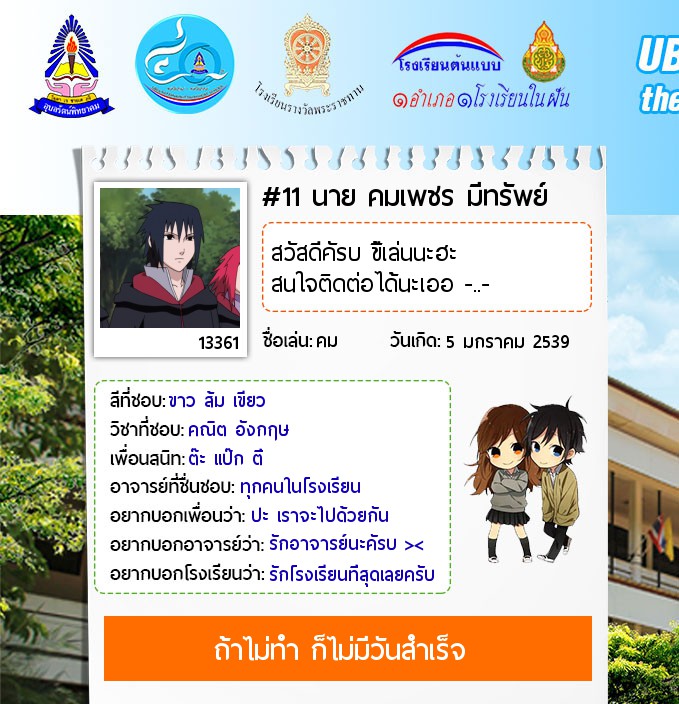 อุบลรัตน์พิทยาคม
โรงเรียนรางวัลพระราชทาน
โรงเรียนต้นแบบ
๑อำเภอ๑โรงเรียนในฝัน
UB
the
#11 นาย คมเพชร มีทรัพย์
สวัสดีคัรบ ขี้เล่นนะฮะ
สนใจติดต่อได้นะเออ -..-
13361
ชื่อเล่น: คม วันเกิด: 5 มกราคม 2539
สีที่ชอบ: ขาว ส้ม เขียว
วิชาที่ชอบ: คณิต อังกฤษ
เพื่อนสนิท: ต๊ะ แป๊ก ตี
อาจารย์ที่ชื่นชอบ: ทุกคนในโรงเรียน
อยากบอกเพื่อนว่า: ปะ เราจะไปด้วยกัน
อยากบอกอาจารย์ว่า: รักอาจารย์นะคัรบ ><
อยากบอกโรงเรียนว่า: รักโรงเรียนทีสุดเลยครับ
ถ้าไม่ทำ ก็ไม่มีวันสำเร็จ